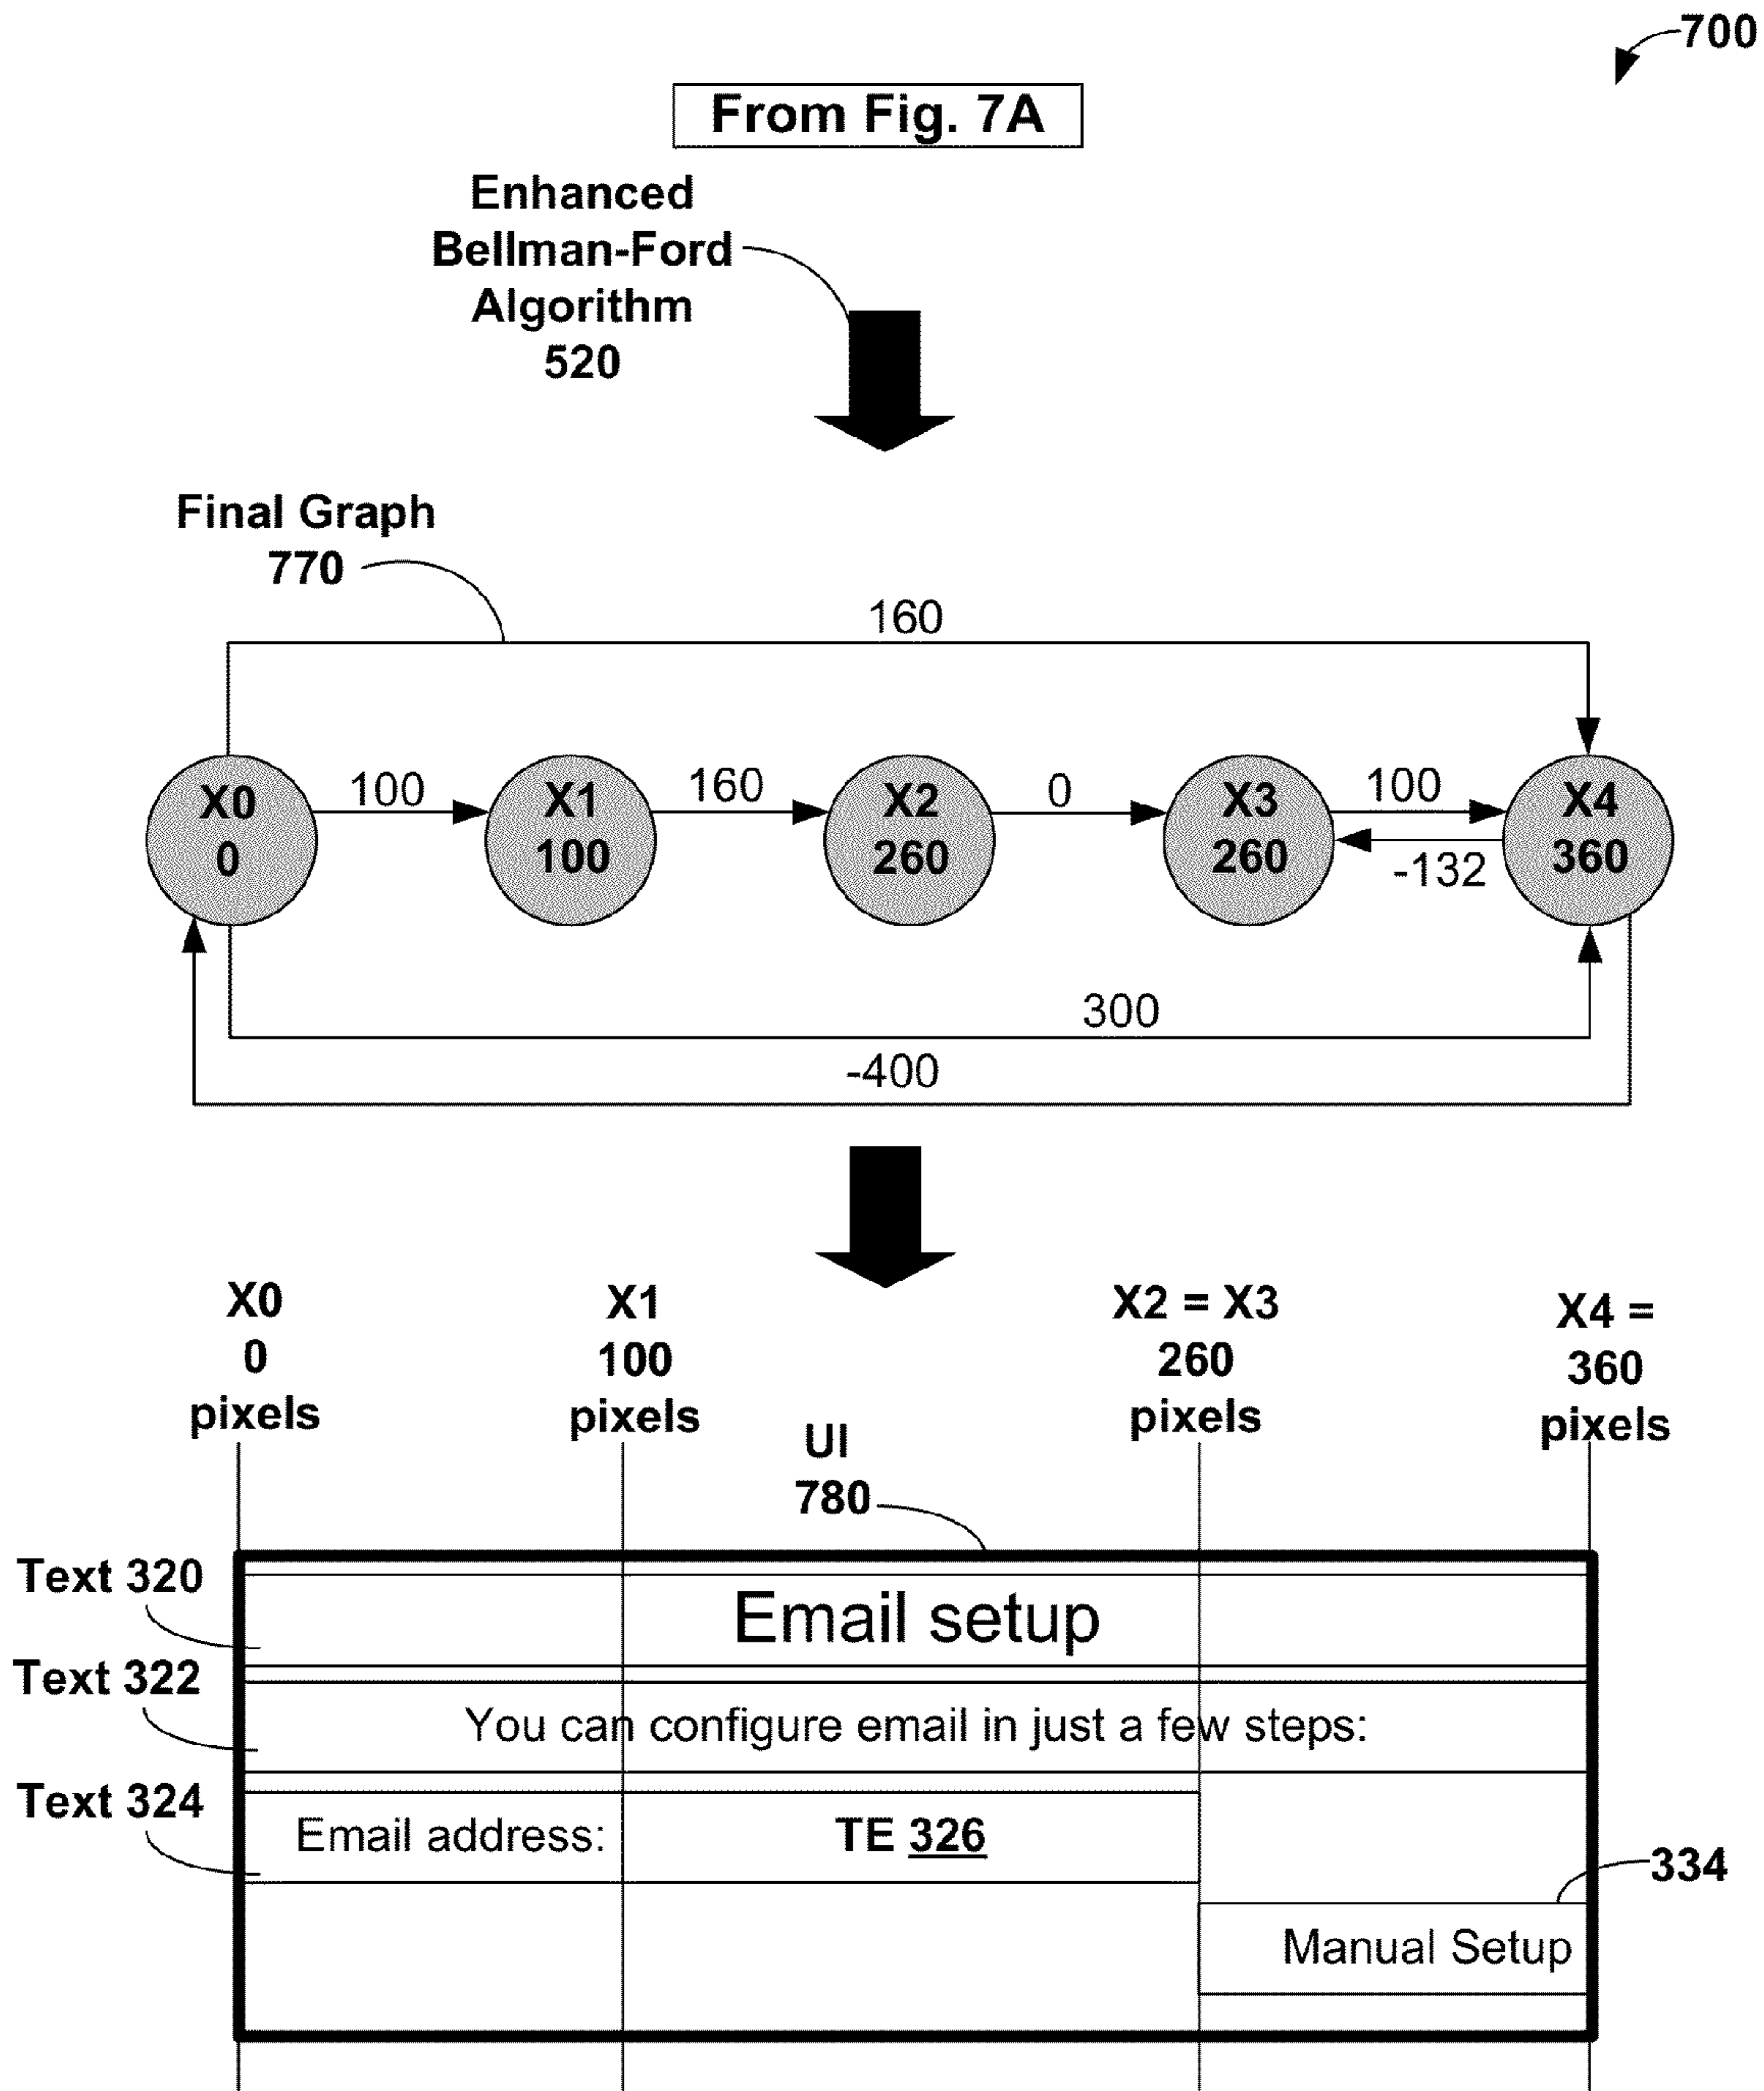 700
From Fig. 7A
Enhanced
Bellman-Ford
Algorithm
520
Final Graph
770
160
X0
0
100
X1
100
160
X2
260
0
X3
260
100
-132
X4
360
300
-400
X0
0
pixels
X1
100
pixels
X2 = X3
260
pixels
X4 =
360
pixels
UI
780
Text 320
Email setup
Text 322
You can configure email in just a few steps:
Text 324
Email address:
TE 326
334
Manual Setup